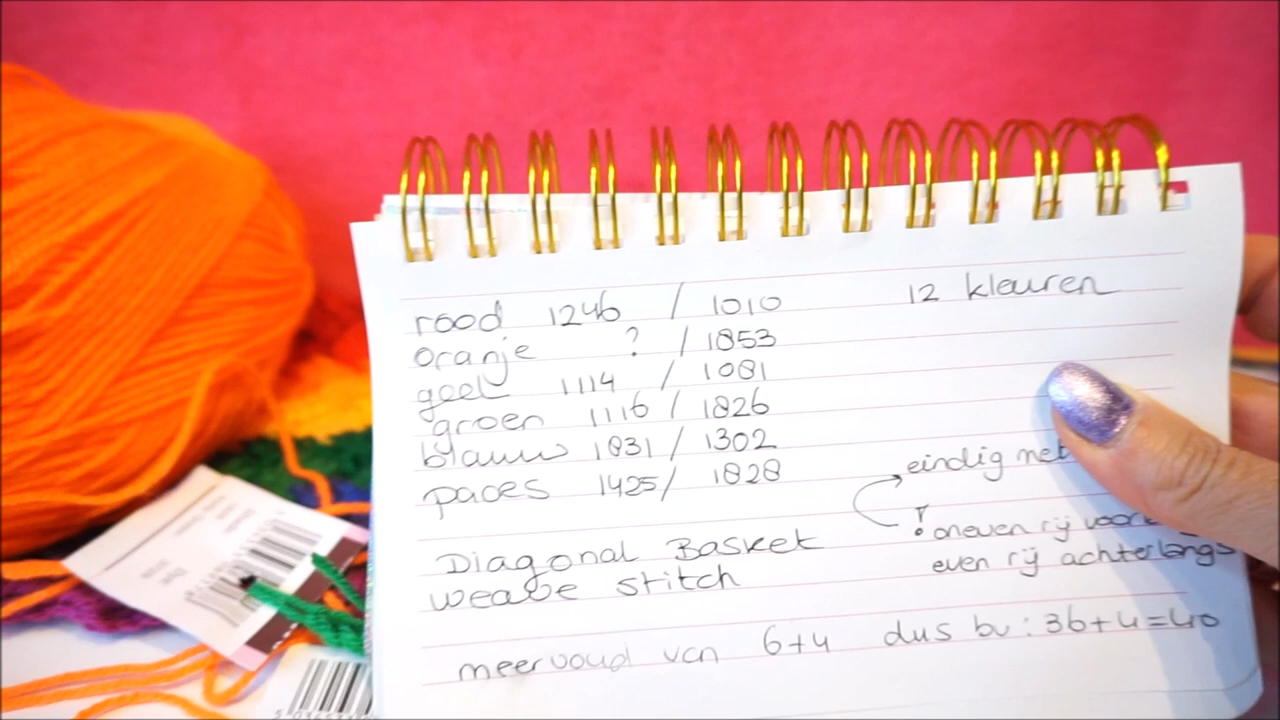 rood 1246 / 1010
12 kleuren
oranje ? / 1853
geel 1114 / 1081
groen 1116 / 1826
blauw 1831 / 1302
paars 1425 / 1828
eindig met
! oneven rij
even rij achterlangs
Diagonal Basket
weave stitch
meervoud van 6+4 dus bv: 36+4=40